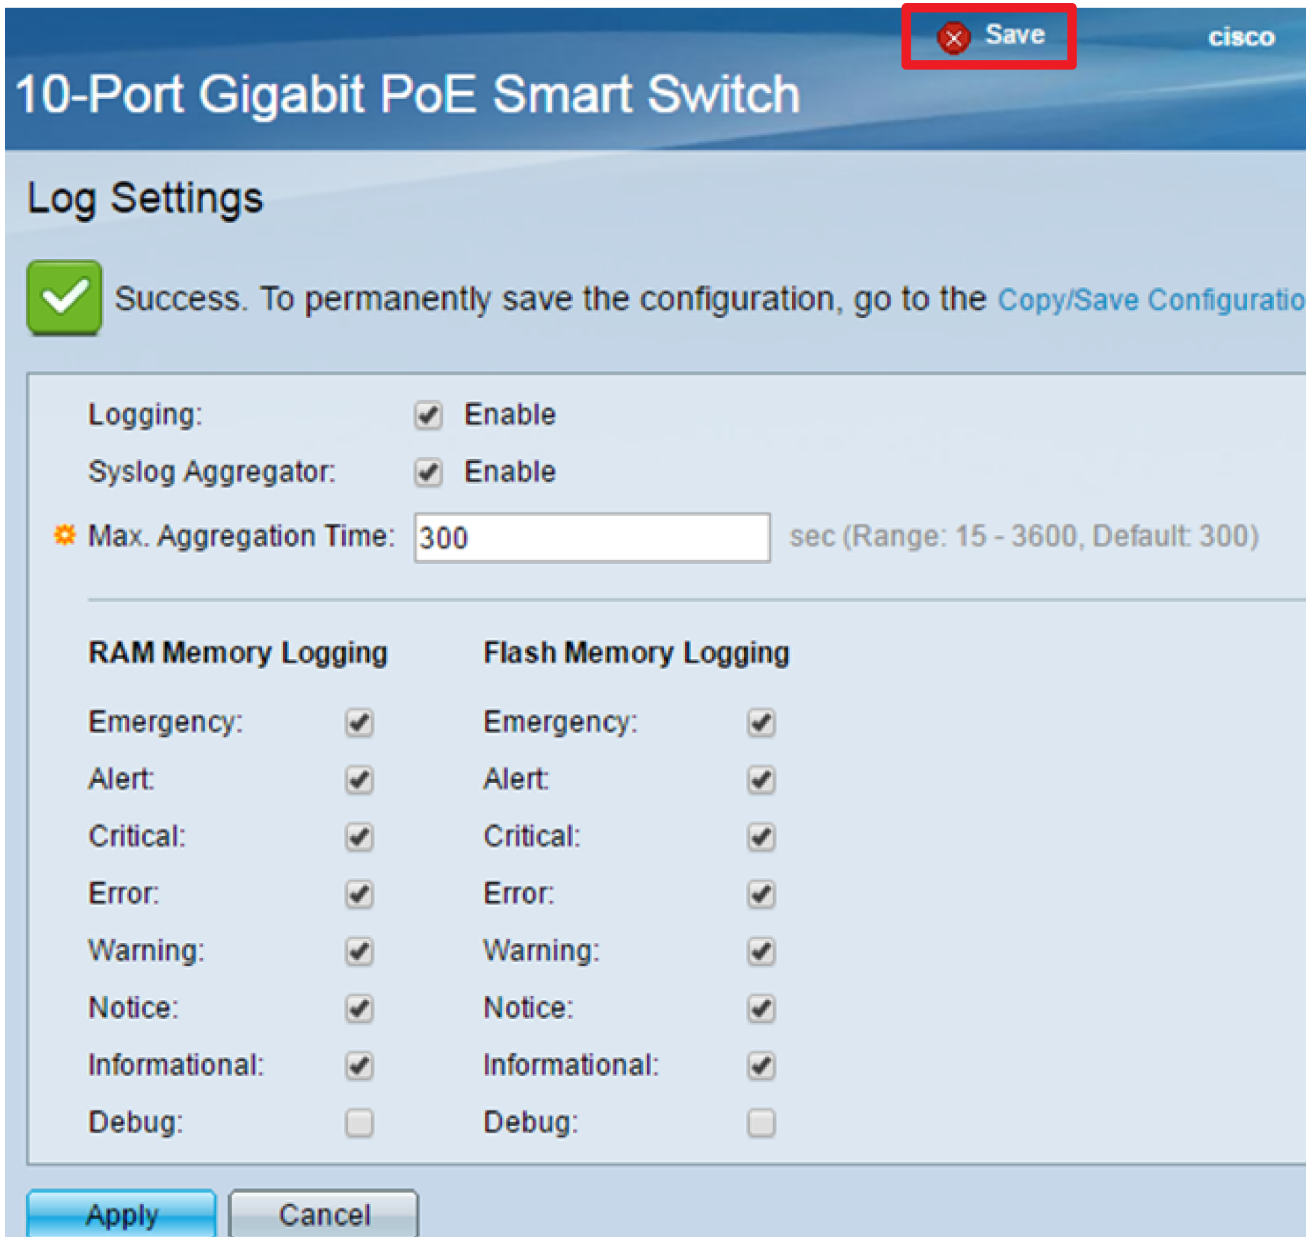 Save
cisco
10-Port Gigabit PoE Smart Switch
Log Settings
Success. To permanently save the configuration, go to the Copy/Save Configuratio
Logging: Enable
Syslog Aggregator: Enable
Max. Aggregation Time: 300 sec (Range: 15 - 3600, Default: 300)
RAM Memory Logging Flash Memory Logging
Emergency: Emergency:
Alert: Alert:
Critical: Critical:
Error: Error:
Warning: Warning:
Notice: Notice:
Informational: Informational:
Debug: Debug:
Apply Cancel